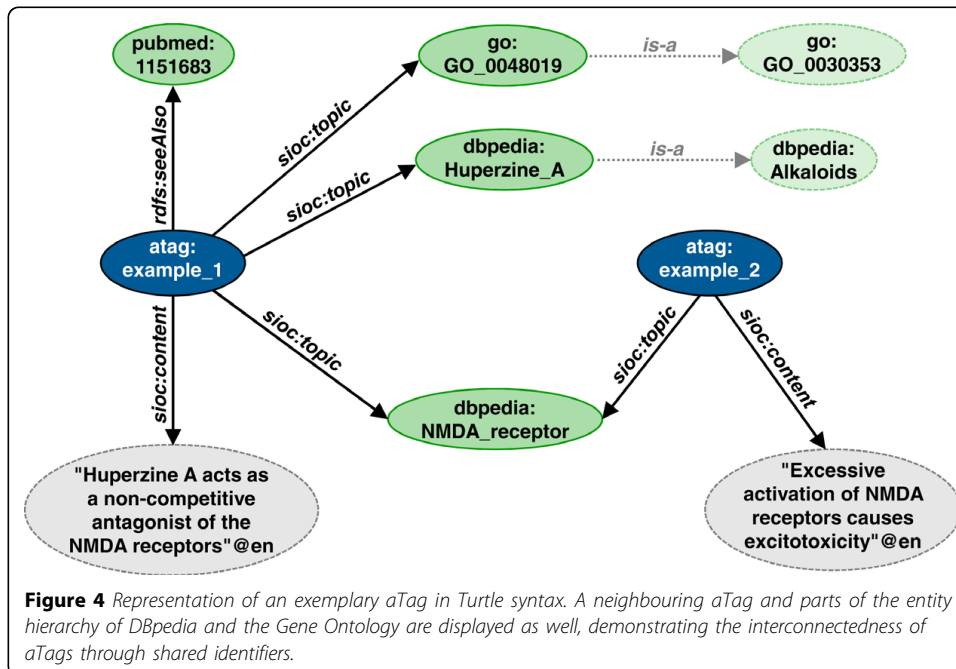 pubmed:
1151683
go:
GO_0048019
is-a
go:
GO_0030353
rdfs:seeAlso
sioc:topic
dbpedia:
Huperzine_A
is-a
dbpedia:
Alkaloids
sioc:topic
atag:
example_1
atag:
example_2
sioc:content
sioc:topic
sioc:topic
sioc:content
dbpedia:
NMDA_receptor
"Huperzine A acts as
a non-competitive
antagonist of the
NMDA receptors"@en
"Excessive
activation of NMDA
receptors causes
excitotoxicity"@en
Figure 4 Representation of an exemplary aTag in Turtle syntax. A neighbouring aTag and parts of the entity
hierarchy of DBpedia and the Gene Ontology are displayed as well, demonstrating the interconnectedness of
aTags through shared identifiers.